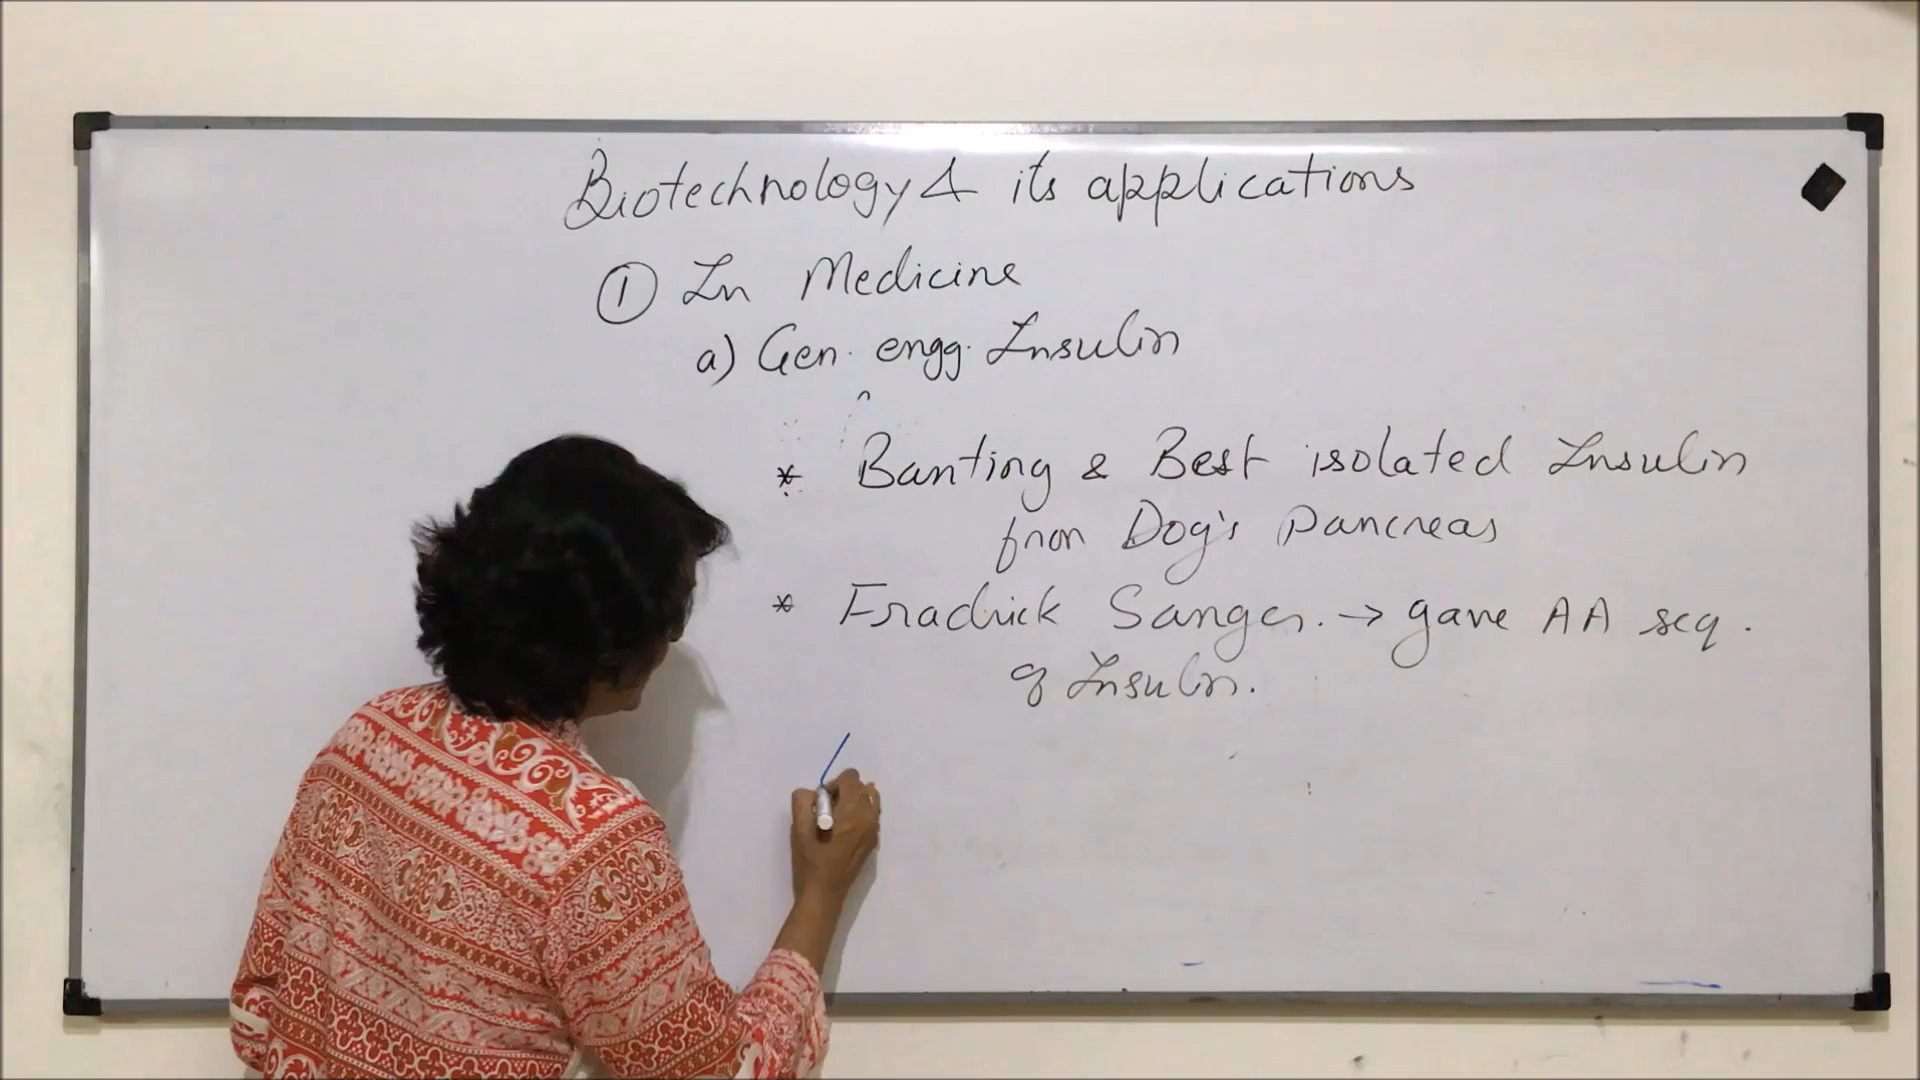 Biotechnology & its applications
① In Medicine
a) Gen. engg. Insulin
* Banting & Best isolated Insulin
from Dog's Pancreas
* Fradrick Sanger. → gave AA seq.
of Insulin.